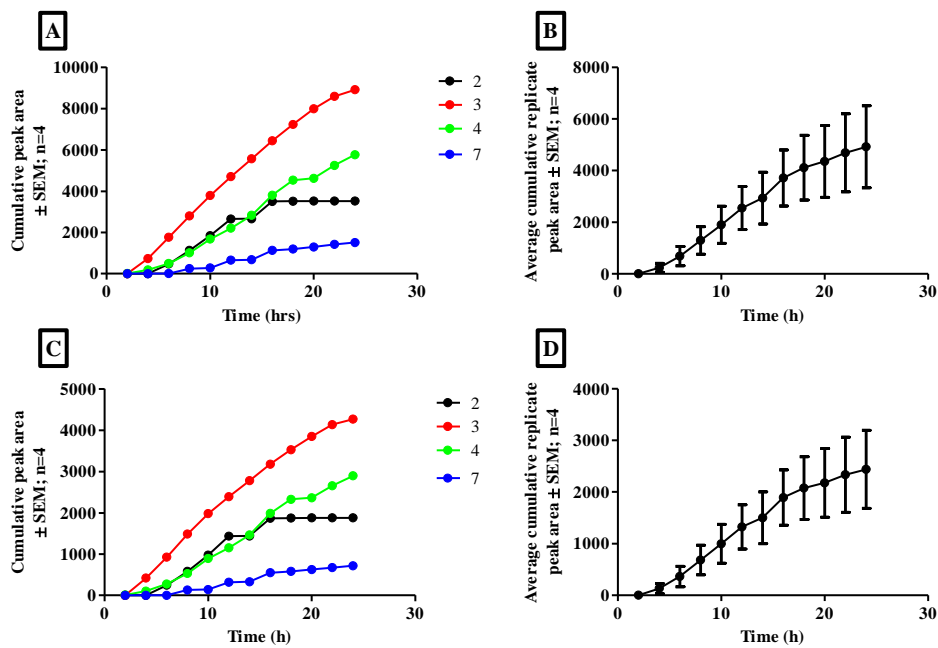 A
Cumulative peak area
± SEM; n=4
10000
8000
6000
4000
2000
0
0
10
20
30
Time (hrs)
2
3
4
7
B
Average cumulative replicate
peak area ± SEM; n=4
8000
6000
4000
2000
0
0
10
20
30
Time (h)
C
Cumulative peak area
± SEM; n=4
5000
4000
3000
2000
1000
0
0
10
20
30
Time (h)
2
3
4
7
D
Average cumulative replicate
peak area ± SEM; n=4
4000
3000
2000
1000
0
0
10
20
30
Time (h)